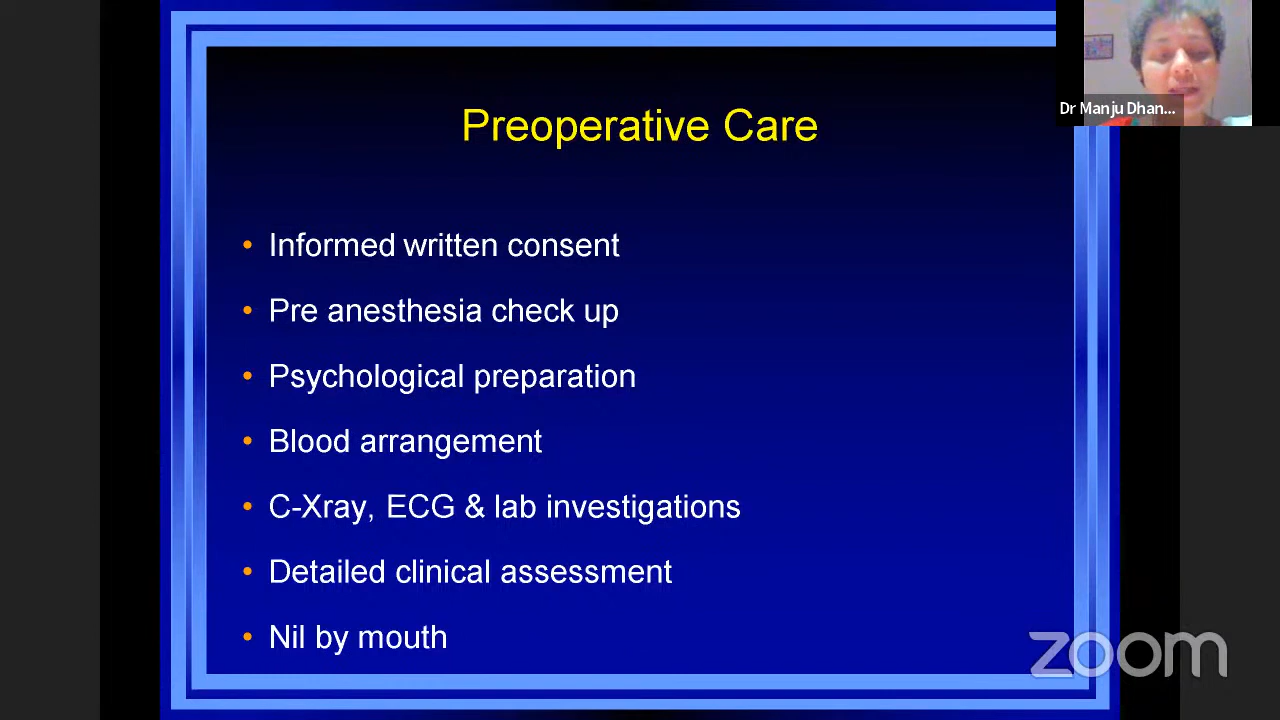 Dr Manju Dhan...
Preoperative Care
• Informed written consent
• Pre anesthesia check up
• Psychological preparation
• Blood arrangement
• C-Xray, ECG & lab investigations
• Detailed clinical assessment
• Nil by mouth
zoom